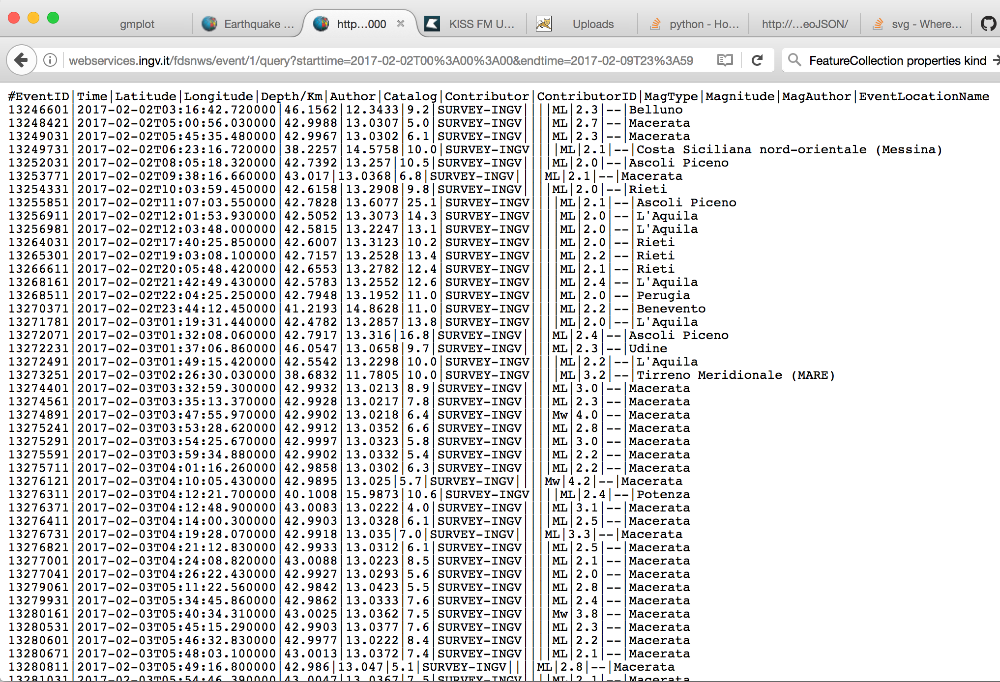 gmplot
Earthquake ...
http...000
KISS FM U...
Uploads
python - Ho...
http://...eoJSON/
svg - Where...
webservices.ingv.it/fdsnws/event/1/query?starttime=2017-02-02T00%3A00%3A00&endtime=2017-02-09T23%3A59
FeatureCollection properties kind
#EventID|Time|Latitude|Longitude|Depth/Km|Author|Catalog|Contributor|ContributorID|MagType|Magnitude|MagAuthor|EventLocationName
13246601|2017-02-02T03:16:42.720000|46.1562|12.3433|9.2|SURVEY-INGV||||ML|2.3|--|Belluno
13248421|2017-02-02T05:00:56.030000|42.9988|13.0307|5.0|SURVEY-INGV||||ML|2.7|--|Macerata
13249031|2017-02-02T05:45:35.480000|42.9967|13.0302|6.1|SURVEY-INGV||||ML|2.3|--|Macerata
13249731|2017-02-02T06:23:16.720000|38.2257|14.5758|10.0|SURVEY-INGV||||ML|2.1|--|Costa Siciliana nord-orientale (Messina)
13252031|2017-02-02T08:05:18.320000|42.7392|13.257|10.5|SURVEY-INGV||||ML|2.0|--|Ascoli Piceno
13253771|2017-02-02T09:38:16.660000|43.017|13.0368|6.8|SURVEY-INGV||||ML|2.1|--|Macerata
13254331|2017-02-02T10:03:59.450000|42.6158|13.2908|9.8|SURVEY-INGV||||ML|2.0|--|Rieti
13255851|2017-02-02T11:07:03.550000|42.7828|13.6077|25.1|SURVEY-INGV||||ML|2.1|--|Ascoli Piceno
13256911|2017-02-02T12:01:53.930000|42.5052|13.3073|14.3|SURVEY-INGV||||ML|2.0|--|L'Aquila
13256981|2017-02-02T12:03:48.000000|42.5815|13.2247|13.1|SURVEY-INGV||||ML|2.0|--|L'Aquila
13264031|2017-02-02T17:40:25.850000|42.6007|13.3123|10.2|SURVEY-INGV||||ML|2.0|--|Rieti
13265301|2017-02-02T19:03:08.100000|42.7157|13.2528|13.4|SURVEY-INGV||||ML|2.2|--|Rieti
13266611|2017-02-02T20:05:48.420000|42.6553|13.2782|12.4|SURVEY-INGV||||ML|2.1|--|Rieti
13268161|2017-02-02T21:42:49.430000|42.5783|13.2552|12.6|SURVEY-INGV||||ML|2.4|--|L'Aquila
13268511|2017-02-02T22:04:25.250000|42.7948|13.1952|11.0|SURVEY-INGV||||ML|2.0|--|Perugia
13270371|2017-02-02T23:44:12.450000|41.2193|14.8628|11.0|SURVEY-INGV||||ML|2.2|--|Benevento
13271781|2017-02-03T01:19:31.440000|42.4782|13.2857|13.8|SURVEY-INGV||||ML|2.0|--|L'Aquila
13272071|2017-02-03T01:32:08.060000|42.7917|13.316|16.8|SURVEY-INGV||||ML|2.4|--|Ascoli Piceno
13272231|2017-02-03T01:37:06.860000|46.0547|13.0658|9.7|SURVEY-INGV||||ML|2.3|--|Udine
13272491|2017-02-03T01:49:15.420000|42.5542|13.2298|10.0|SURVEY-INGV||||ML|2.2|--|L'Aquila
13273251|2017-02-03T02:26:30.030000|38.6832|11.7805|10.0|SURVEY-INGV||||ML|3.2|--|Tirreno Meridionale (MARE)
13274401|2017-02-03T03:32:59.300000|42.9932|13.0213|8.9|SURVEY-INGV||||ML|3.0|--|Macerata
13274561|2017-02-03T03:35:13.370000|42.9928|13.0217|7.8|SURVEY-INGV||||ML|2.3|--|Macerata
13274891|2017-02-03T03:47:55.970000|42.9902|13.0218|6.4|SURVEY-INGV||||Mw|4.0|--|Macerata
13275241|2017-02-03T03:53:28.620000|42.9912|13.0352|6.6|SURVEY-INGV||||ML|2.8|--|Macerata
13275291|2017-02-03T03:54:25.670000|42.9997|13.0323|5.8|SURVEY-INGV||||ML|3.0|--|Macerata
13275591|2017-02-03T03:59:34.880000|42.9902|13.0332|5.4|SURVEY-INGV||||ML|2.2|--|Macerata
13275711|2017-02-03T04:01:16.260000|42.9858|13.0302|6.3|SURVEY-INGV||||ML|2.2|--|Macerata
13276121|2017-02-03T04:10:05.430000|42.9895|13.025|5.7|SURVEY-INGV||||Mw|4.2|--|Macerata
13276311|2017-02-03T04:12:21.700000|40.1008|15.9873|10.6|SURVEY-INGV||||ML|2.4|--|Potenza
13276371|2017-02-03T04:12:48.900000|43.0083|13.0222|4.0|SURVEY-INGV||||ML|3.1|--|Macerata
13276411|2017-02-03T04:14:00.300000|42.9903|13.0328|6.1|SURVEY-INGV||||ML|2.5|--|Macerata
13276731|2017-02-03T04:19:28.070000|42.9918|13.035|7.0|SURVEY-INGV||||ML|3.3|--|Macerata
13276821|2017-02-03T04:21:12.830000|42.9933|13.0312|6.1|SURVEY-INGV||||ML|2.5|--|Macerata
13277001|2017-02-03T04:24:08.820000|43.0088|13.0223|8.5|SURVEY-INGV||||ML|2.1|--|Macerata
13277041|2017-02-03T04:26:22.430000|42.9927|13.0293|5.6|SURVEY-INGV||||ML|2.0|--|Macerata
13279061|2017-02-03T05:11:22.560000|42.9842|13.0423|5.5|SURVEY-INGV||||ML|2.8|--|Macerata
13279931|2017-02-03T05:34:45.860000|42.9862|13.0333|7.6|SURVEY-INGV||||ML|2.4|--|Macerata
13280161|2017-02-03T05:40:34.310000|43.0025|13.0362|7.5|SURVEY-INGV||||Mw|3.8|--|Macerata
13280531|2017-02-03T05:45:15.290000|42.9903|13.0377|7.6|SURVEY-INGV||||ML|2.3|--|Macerata
13280601|2017-02-03T05:46:32.830000|42.9977|13.0222|8.4|SURVEY-INGV||||ML|2.2|--|Macerata
13280671|2017-02-03T05:48:03.100000|43.0013|13.0372|7.4|SURVEY-INGV||||ML|2.1|--|Macerata
13280811|2017-02-03T05:49:16.800000|42.986|13.047|5.1|SURVEY-INGV||||ML|2.8|--|Macerata
13281031|2017-02-03T05:54:46.390000|43.0047|13.0367|7.5|SURVEY-INGV||||ML|2.1|--|Macerata